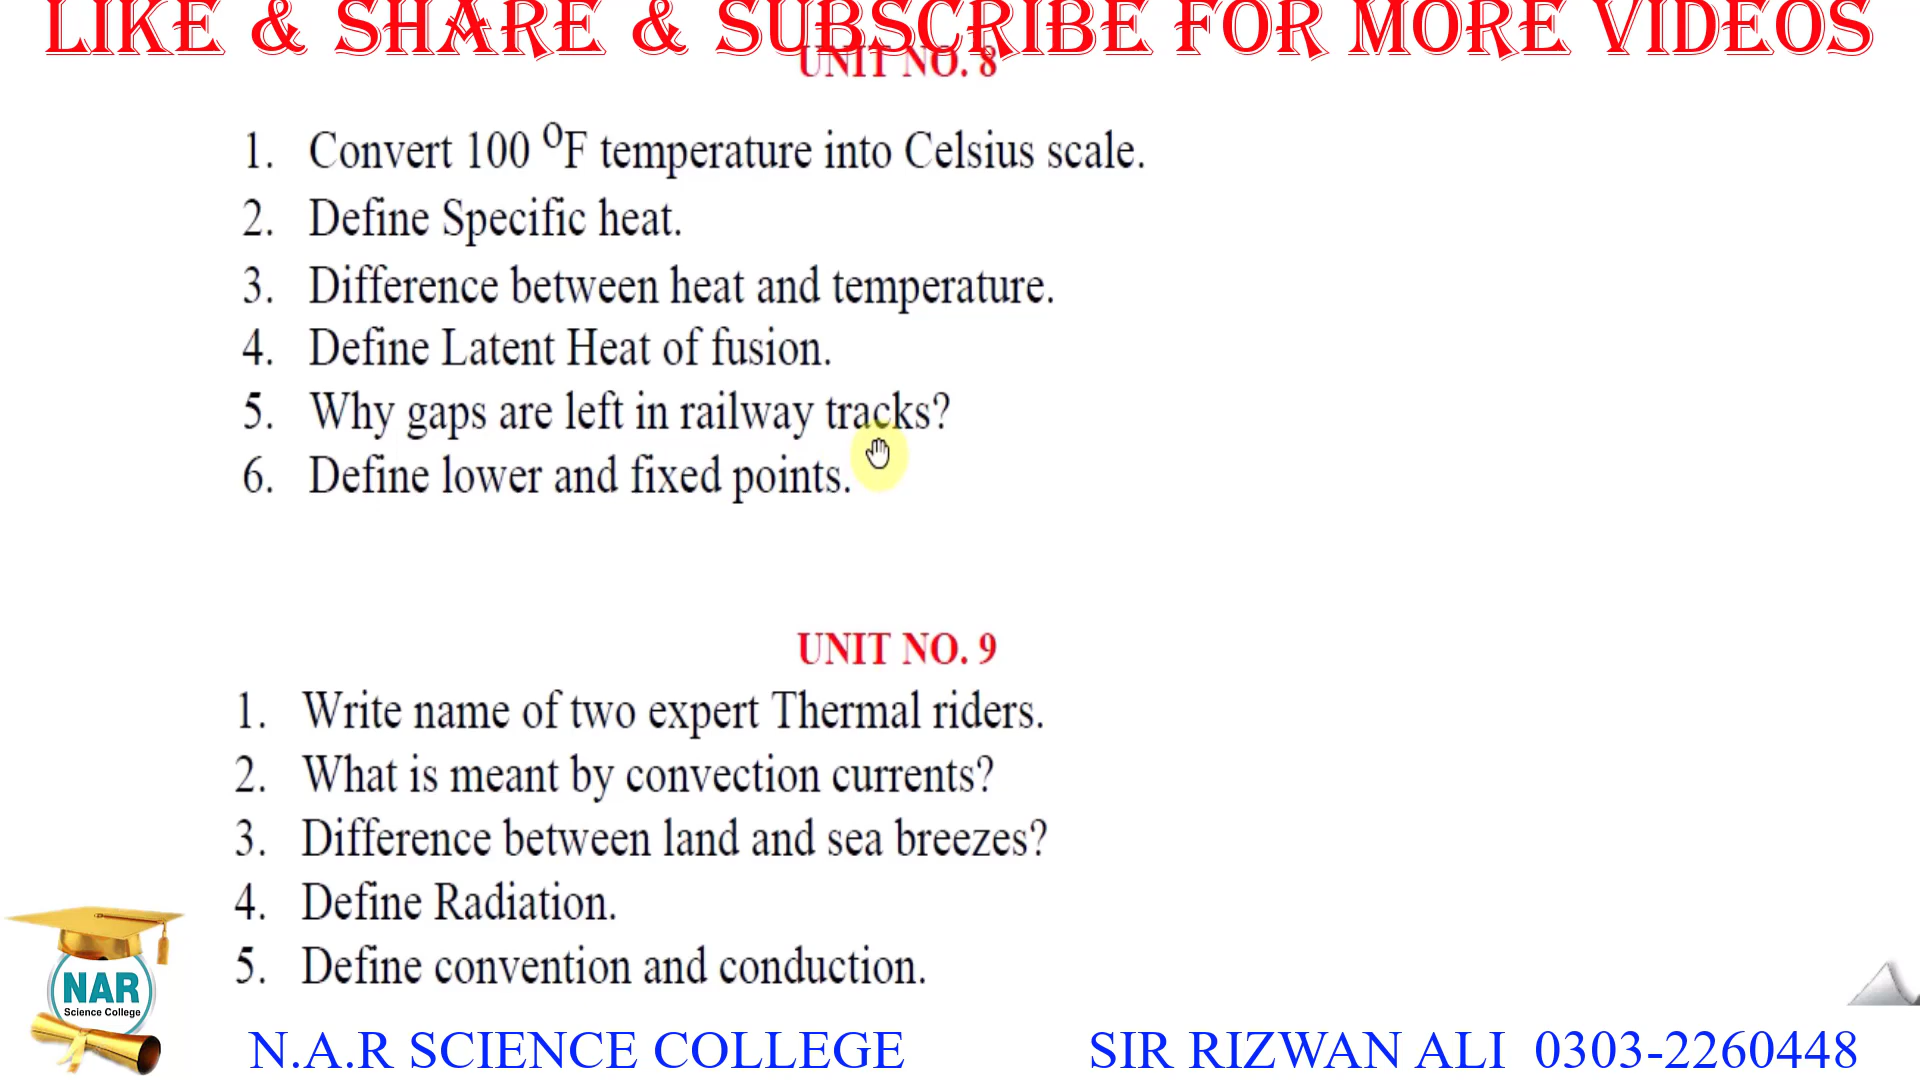 LIKE & SHARE & SUBSCRIBE FOR MORE VIDEOS
UNIT NO. 8
1. Convert 100 ⁰F temperature into Celsius scale.
2. Define Specific heat.
3. Difference between heat and temperature.
4. Define Latent Heat of fusion.
5. Why gaps are left in railway tracks?
6. Define lower and fixed points.
UNIT NO. 9
1. Write name of two expert Thermal riders.
2. What is meant by convection currents?
3. Difference between land and sea breezes?
4. Define Radiation.
5. Define convention and conduction.
NAR
Science College
N.A.R SCIENCE COLLEGE SIR RIZWAN ALI 0303-2260448